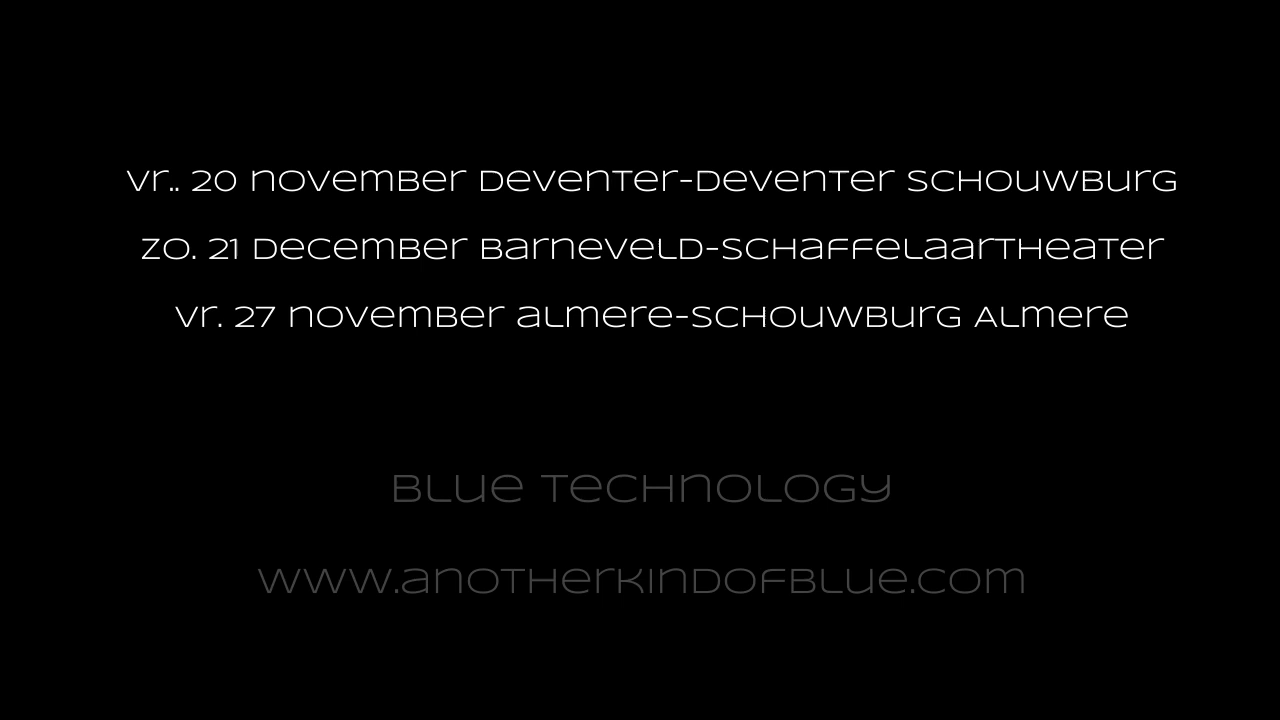 vr.. 20 november Deventer-Deventer Schouwburg
zo. 21 december Barneveld-Schaffelaartheater
vr. 27 november almere-Schouwburg Almere
Blue Technology
www.anotherkindofblue.com